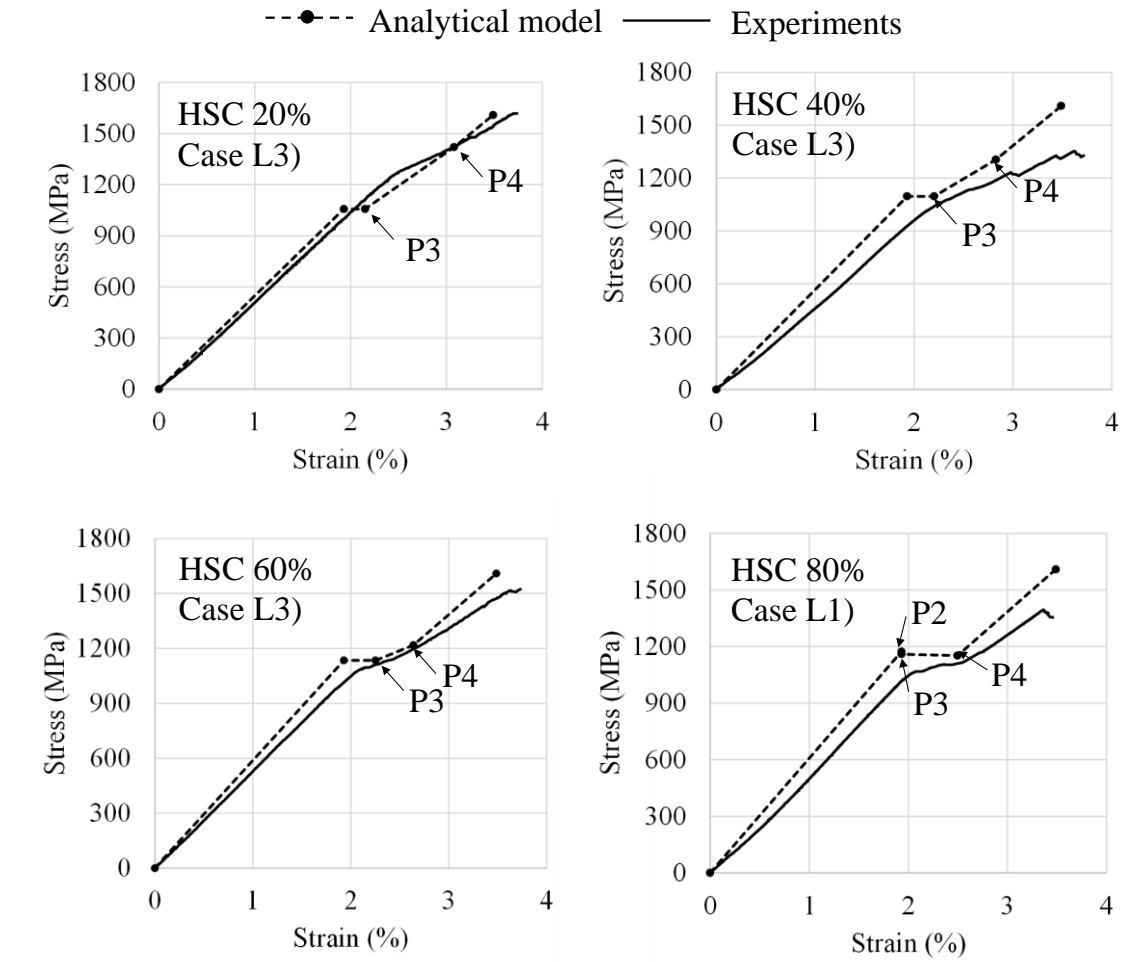 Analytical model Experiments
HSC 20%
Case L3)
P4
P3
1800
1500
1200
900
600
300
0
Stress (MPa)
0 1 2 3 4
Strain (%)
HSC 40%
Case L3)
P4
P3
1800
1500
1200
900
600
300
0
Stress (MPa)
0 1 2 3 4
Strain (%)
HSC 60%
Case L3)
P4
P3
1800
1500
1200
900
600
300
0
Stress (MPa)
0 1 2 3 4
Strain (%)
HSC 80%
Case L1)
P2
P4
P3
1800
1500
1200
900
600
300
0
Stress (MPa)
0 1 2 3 4
Strain (%)